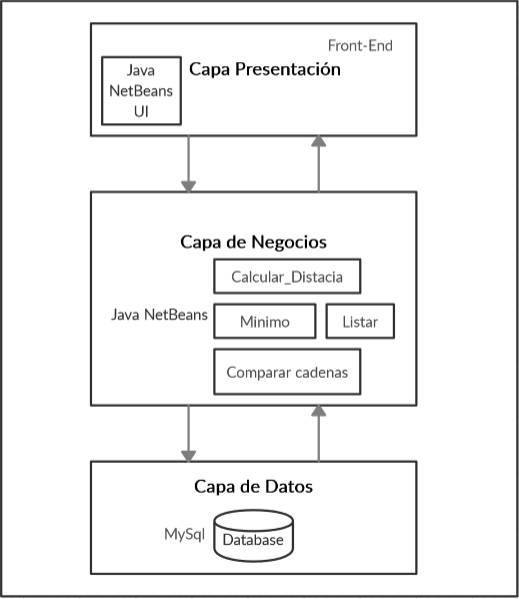 Front-End
Capa Presentación
Java
NetBeans
UI
Capa de Negocios
Calcular_Distacia
Java NetBeans
Minimo
Listar
Comparar cadenas
Capa de Datos
MySql
Database